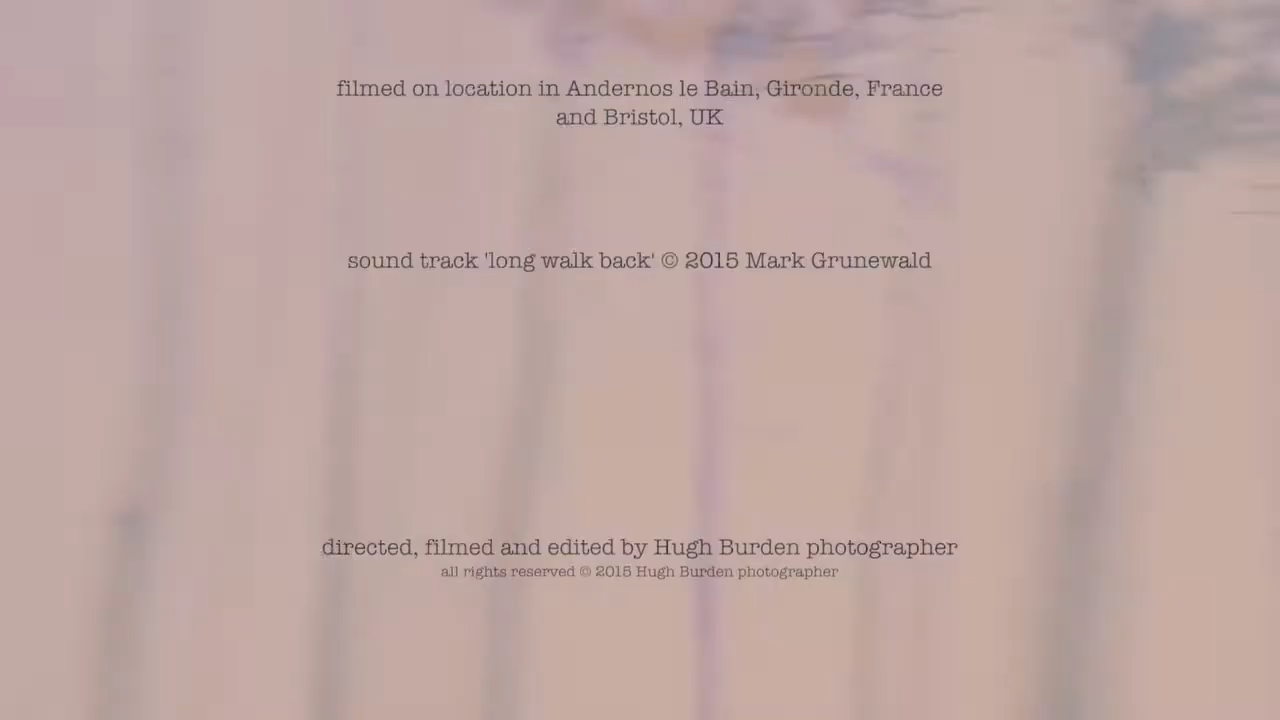 filmed on location in Andernos le Bain, Gironde, France
and Bristol, UK
sound track 'long walk back' © 2015 Mark Grunewald
directed, filmed and edited by Hugh Burden photographer
all rights reserved © 2015 Hugh Burden photographer